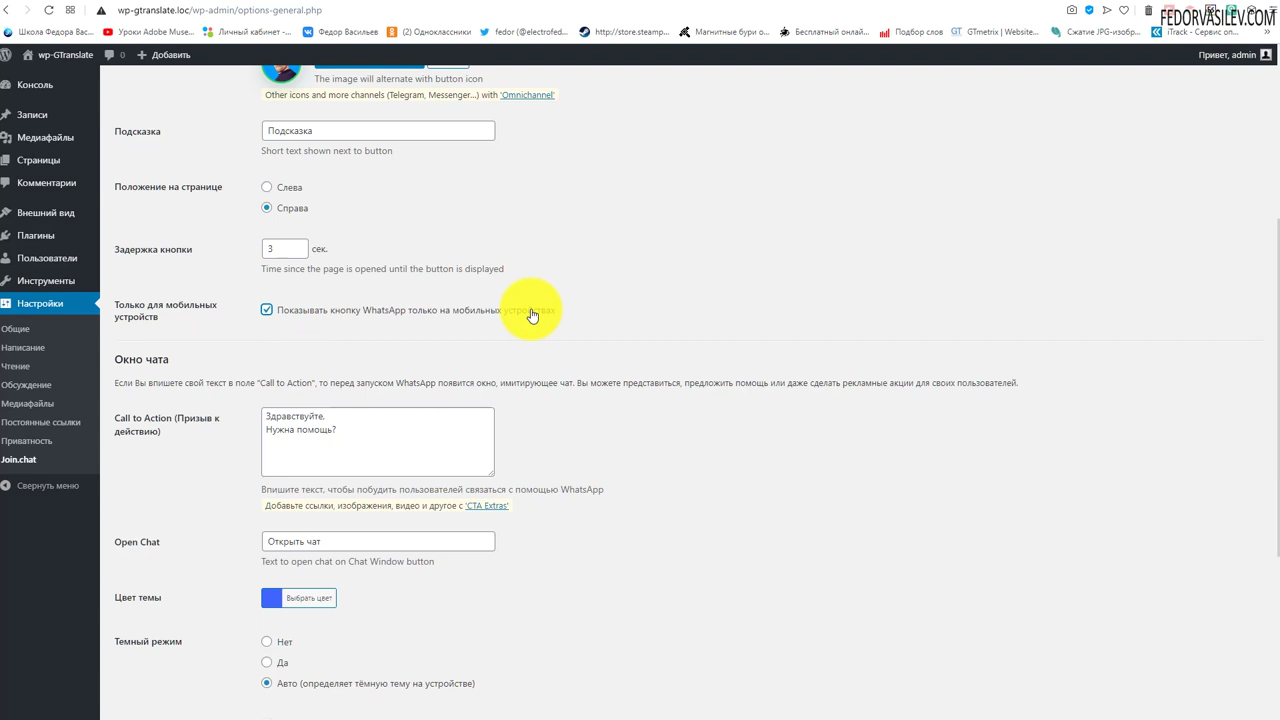 wp-gtranslate.loc/wp-admin/options-general.php
FEDORVASILEV.COM
Школа Федора Вас...
Уроки Adobe Muse...
Личный кабинет -...
Федор Васильев
(2) Одноклассники
fedor (@electrofed...
http://store.steamp...
Магнитные бури о...
Бесплатный онлай...
Подбор слов
GTmetrix | Website...
Сжатие JPG-изобр...
iTrack - Сервис оп...
wp-GTranslate
0
Добавить
Привет, admin
Консоль
Записи
Медиафайлы
Страницы
Комментарии
Внешний вид
Плагины
Пользователи
Инструменты
Настройки
Общие
Написание
Чтение
Обсуждение
Медиафайлы
Постоянные ссылки
Приватность
Join.chat
Свернуть меню
The image will alternate with button icon
Other icons and more channels (Telegram, Messenger...) with 'Omnichannel'
Подсказка
Подсказка
Short text shown next to button
Положение на странице
Слева
Справа
Задержка кнопки
3 сек.
Time since the page is opened until the button is displayed
Только для мобильных
устройств
Показывать кнопку WhatsApp только на мобильных устройствах
Окно чата
Если Вы впишете свой текст в поле "Call to Action", то перед запуском WhatsApp появится окно, имитирующее чат. Вы можете представиться, предложить помощь или даже сделать рекламные акции для своих пользователей.
Call to Action (Призыв к
действию)
Здравствуйте,
Нужна помощь?
Впишите текст, чтобы побудить пользователей связаться с помощью WhatsApp
Добавьте ссылки, изображения, видео и другое с 'CTA Extras'
Open Chat
Открыть чат
Text to open chat on Chat Window button
Цвет темы
Выбрать цвет
Темный режим
Нет
Да
Авто (определяет тёмную тему на устройстве)